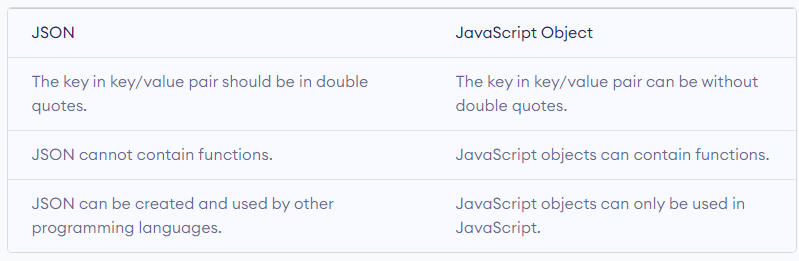 JSON JavaScript Object
The key in key/value pair should be in double The key in key/value pair can be without
quotes. double quotes.
JSON cannot contain functions. JavaScript objects can contain functions.
JSON can be created and used by other JavaScript objects can only be used in
programming languages. JavaScript.